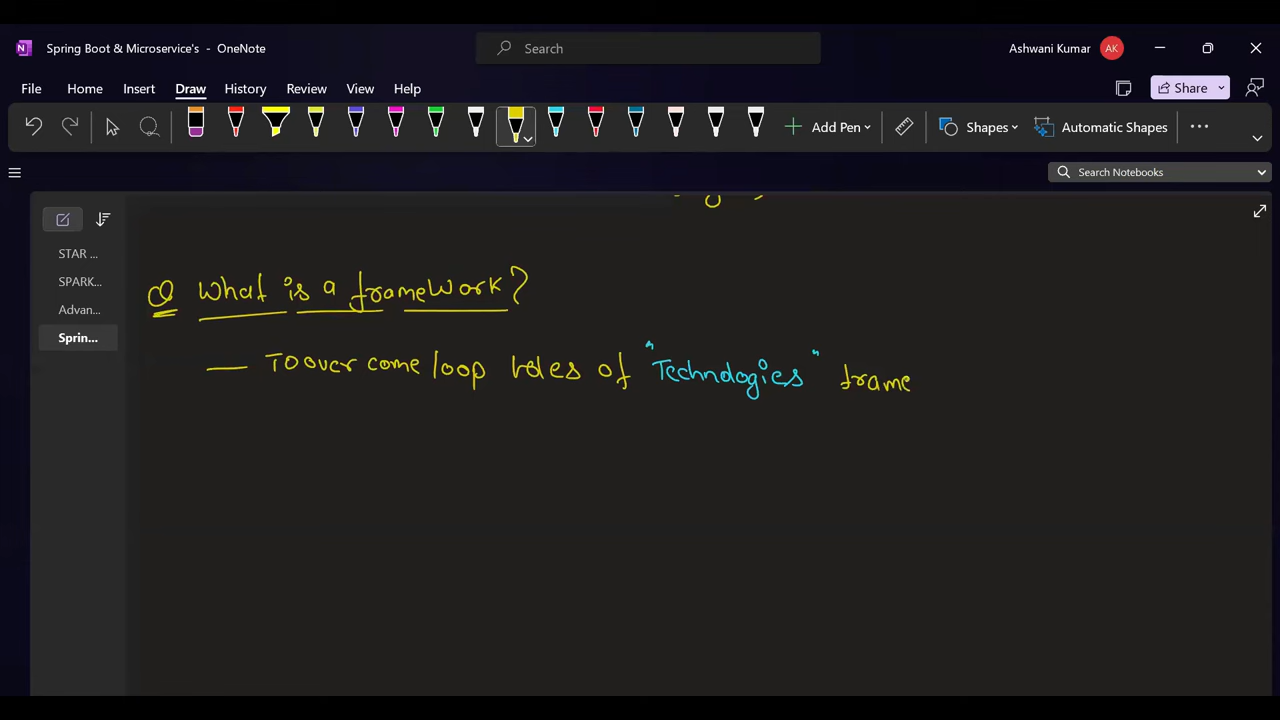 Spring Boot & Microservice's - OneNote
Search
Ashwani Kumar AK
File Home Insert Draw History Review View Help
Share
Add Pen
Shapes
Automatic Shapes
Search Notebooks
STAR ...
SPARK...
Advan...
Sprin...
Q What is a frameWork?
— To over come loop holes of "Technologies" frame